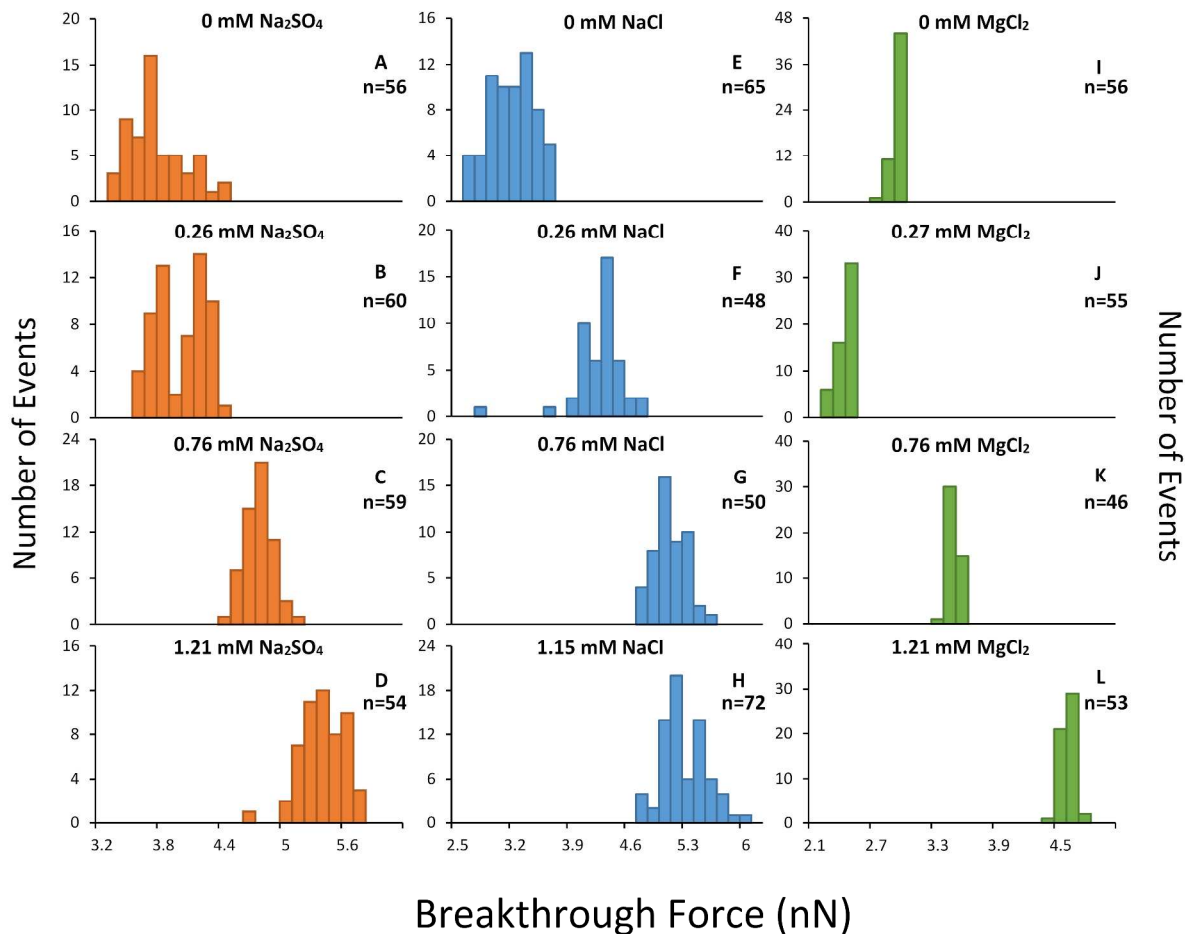 Number of Events
0 mM Na₂SO₄
A
n=56
20
15
10
5
0
0 mM NaCl
E
n=65
16
12
8
4
0
0 mM MgCl₂
I
n=56
48
36
24
12
0
0.26 mM Na₂SO₄
B
n=60
16
12
8
4
0
0.26 mM NaCl
F
n=48
20
15
10
5
0
0.27 mM MgCl₂
J
n=55
40
30
20
10
0
0.76 mM Na₂SO₄
C
n=59
24
18
12
6
0
0.76 mM NaCl
G
n=50
20
15
10
5
0
0.76 mM MgCl₂
K
n=46
40
30
20
10
0
1.21 mM Na₂SO₄
D
n=54
16
12
8
4
0
3.2 3.8 4.4 5 5.6
1.15 mM NaCl
H
n=72
24
18
12
6
0
2.5 3.2 3.9 4.6 5.3 6
1.21 mM MgCl₂
L
n=53
40
30
20
10
0
2.1 2.7 3.3 3.9 4.5
Number of Events
Breakthrough Force (nN)